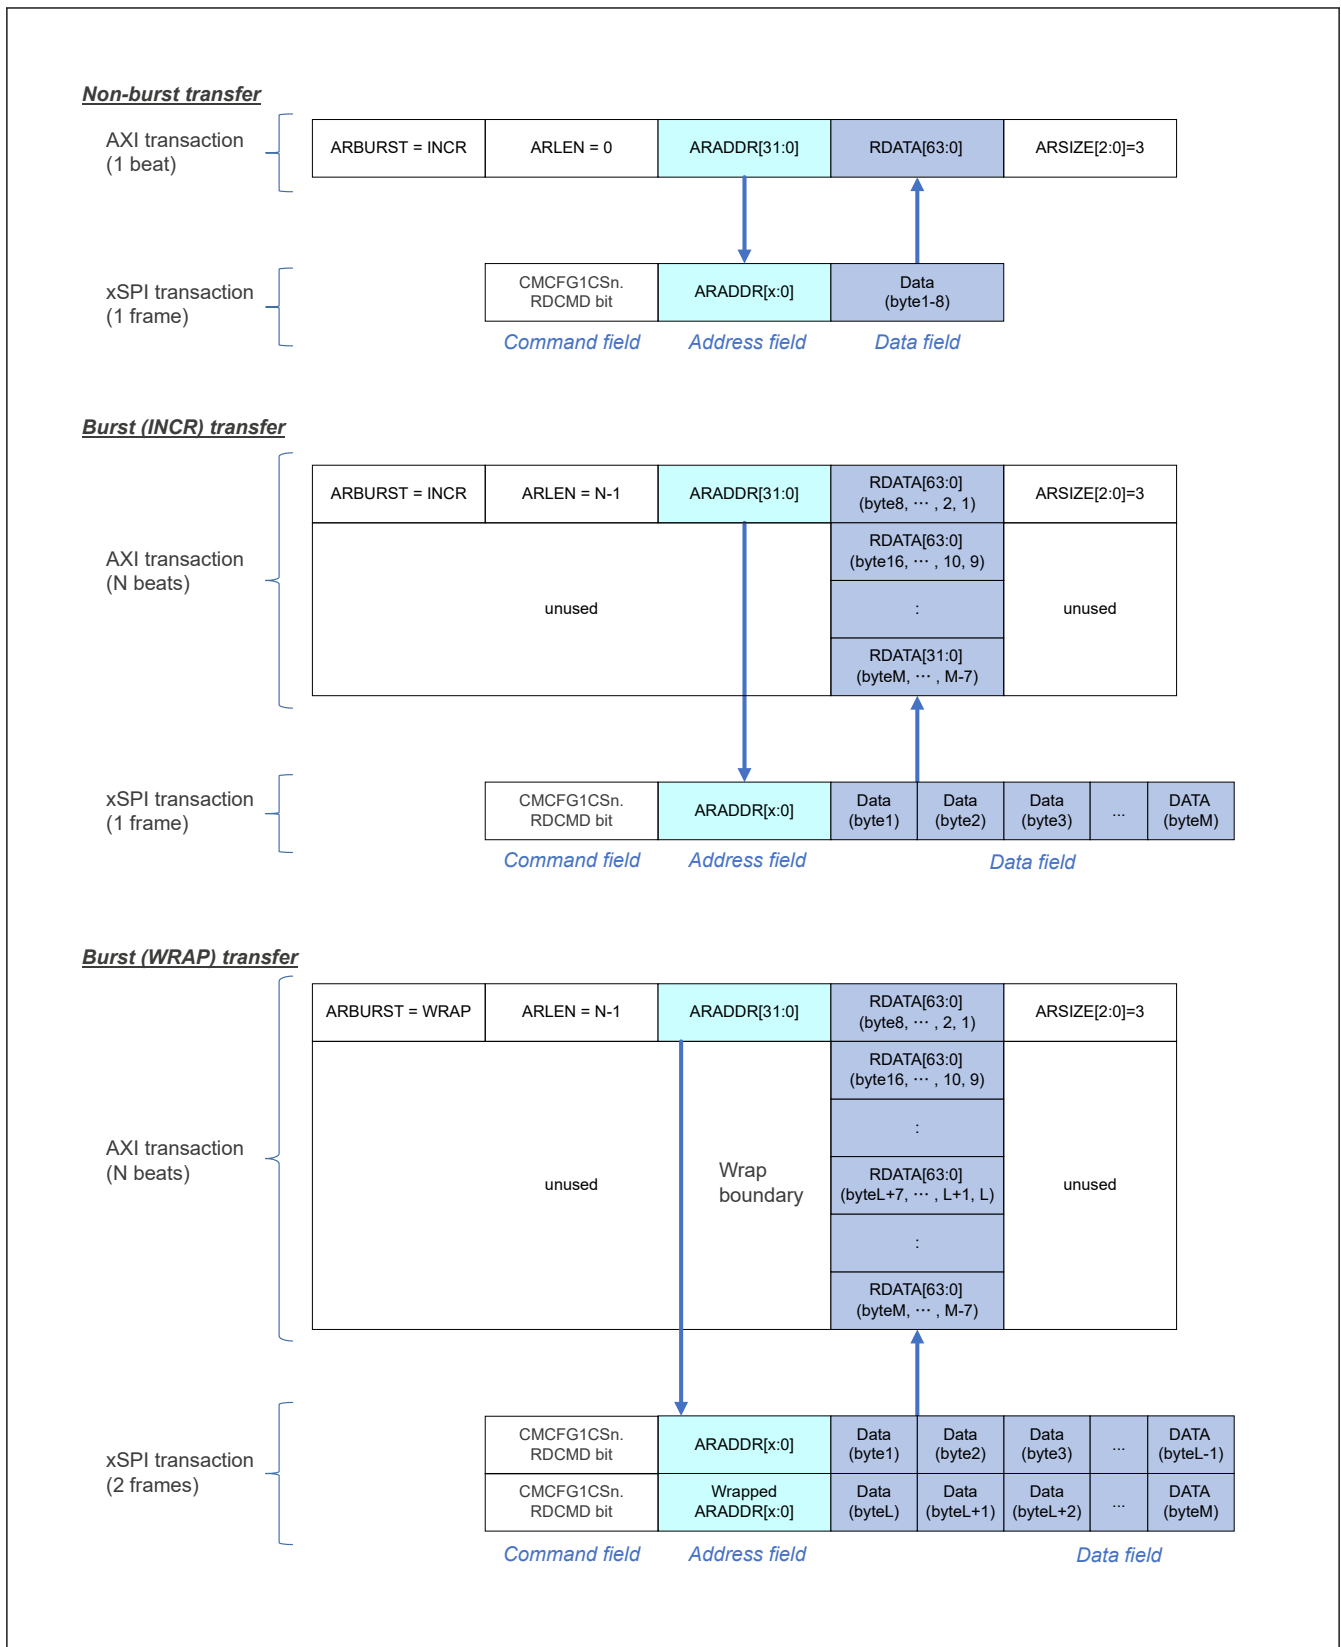 Non-burst transfer
AXI transaction
(1 beat)
ARBURST = INCR
ARLEN = 0
ARADDR[31:0]
RDATA[63:0]
ARSIZE[2:0]=3
xSPI transaction
(1 frame)
CMCFG1CSn.
RDCMD bit
ARADDR[x:0]
Data
(byte1-8)
Command field
Address field
Data field
Burst (INCR) transfer
AXI transaction
(N beats)
ARBURST = INCR
ARLEN = N-1
ARADDR[31:0]
RDATA[63:0]
(byte8, ⋯ , 2, 1)
ARSIZE[2:0]=3
unused
RDATA[63:0]
(byte16, ⋯ , 10, 9)
:
RDATA[31:0]
(byteM, ⋯ , M-7)
unused
xSPI transaction
(1 frame)
CMCFG1CSn.
RDCMD bit
ARADDR[x:0]
Data
(byte1)
Data
(byte2)
Data
(byte3)
...
DATA
(byteM)
Command field
Address field
Data field
Burst (WRAP) transfer
AXI transaction
(N beats)
ARBURST = WRAP
ARLEN = N-1
ARADDR[31:0]
RDATA[63:0]
(byte8, ⋯ , 2, 1)
ARSIZE[2:0]=3
unused
Wrap
boundary
RDATA[63:0]
(byte16, ⋯ , 10, 9)
:
RDATA[63:0]
(byteL+7, ⋯ , L+1, L)
:
RDATA[63:0]
(byteM, ⋯ , M-7)
unused
xSPI transaction
(2 frames)
CMCFG1CSn.
RDCMD bit
ARADDR[x:0]
Data
(byte1)
Data
(byte2)
Data
(byte3)
...
DATA
(byteL-1)
CMCFG1CSn.
RDCMD bit
Wrapped
ARADDR[x:0]
Data
(byteL)
Data
(byteL+1)
Data
(byteL+2)
...
DATA
(byteM)
Command field
Address field
Data field